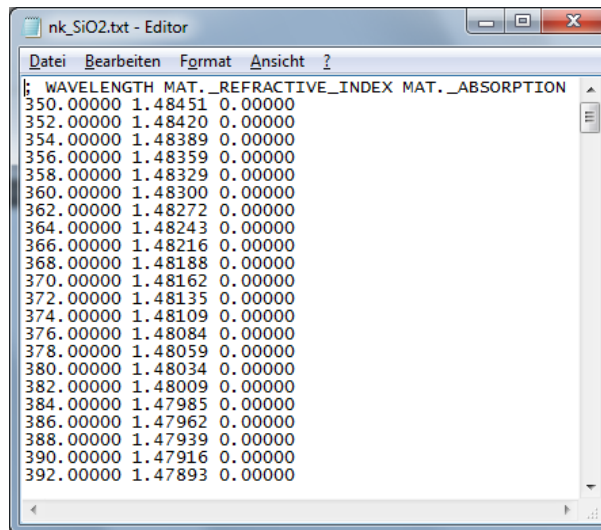 nk_SiO2.txt - Editor
Datei Bearbeiten Format Ansicht ?
; WAVELENGTH MAT._REFRACTIVE_INDEX MAT._ABSORPTION
350.00000 1.48451 0.00000
352.00000 1.48420 0.00000
354.00000 1.48389 0.00000
356.00000 1.48359 0.00000
358.00000 1.48329 0.00000
360.00000 1.48300 0.00000
362.00000 1.48272 0.00000
364.00000 1.48243 0.00000
366.00000 1.48216 0.00000
368.00000 1.48188 0.00000
370.00000 1.48162 0.00000
372.00000 1.48135 0.00000
374.00000 1.48109 0.00000
376.00000 1.48084 0.00000
378.00000 1.48059 0.00000
380.00000 1.48034 0.00000
382.00000 1.48009 0.00000
384.00000 1.47985 0.00000
386.00000 1.47962 0.00000
388.00000 1.47939 0.00000
390.00000 1.47916 0.00000
392.00000 1.47893 0.00000